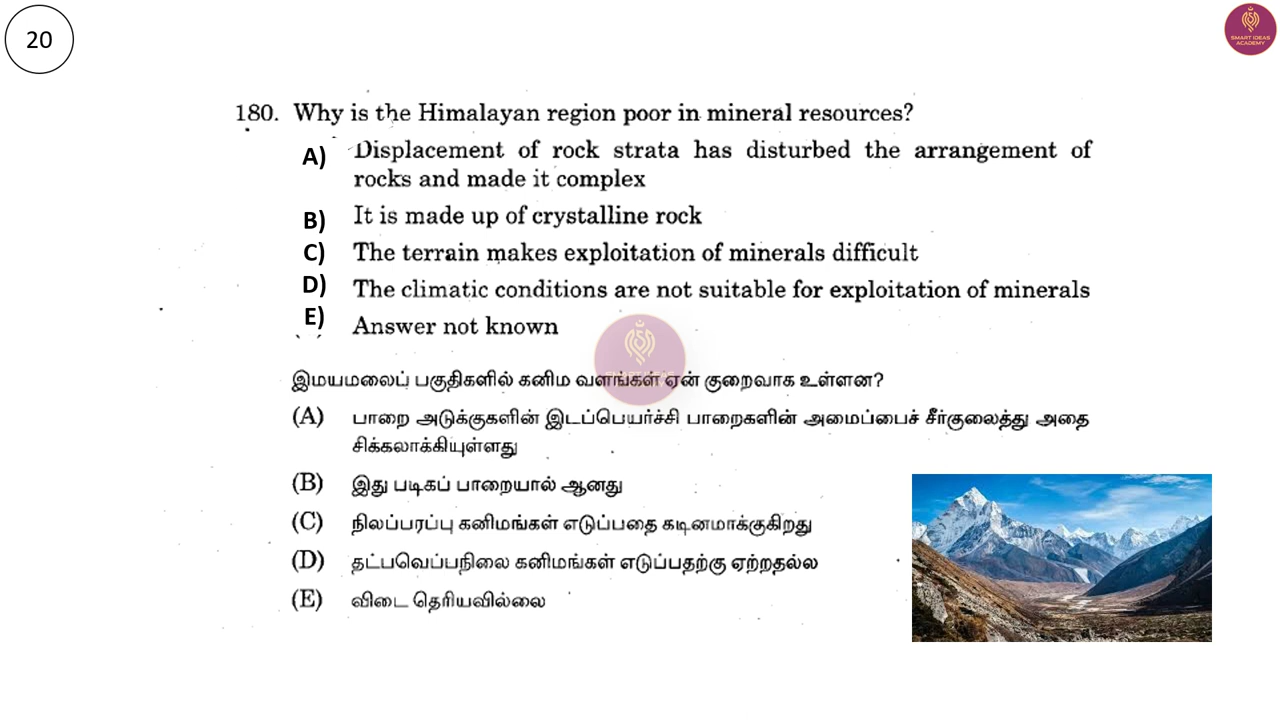 20
SMART IDEAS
ACADEMY
180. Why is the Himalayan region poor in mineral resources?
A) Displacement of rock strata has disturbed the arrangement of
rocks and made it complex
B) It is made up of crystalline rock
C) The terrain makes exploitation of minerals difficult
D) The climatic conditions are not suitable for exploitation of minerals
E) Answer not known
இமயமலைப் பகுதிகளில் கனிம வளங்கள் ஏன் குறைவாக உள்ளன?
(A) பாறை அடுக்குகளின் இடப்பெயர்ச்சி பாறைகளின் அமைப்பைச் சீர்குலைத்து அதை
சிக்கலாக்கியுள்ளது
(B) இது படிகப் பாறையால் ஆனது
(C) நிலப்பரப்பு கனிமங்கள் எடுப்பதை கடினமாக்குகிறது
(D) தட்பவெப்பநிலை கனிமங்கள் எடுப்பதற்கு ஏற்றதல்ல
(E) விடை தெரியவில்லை